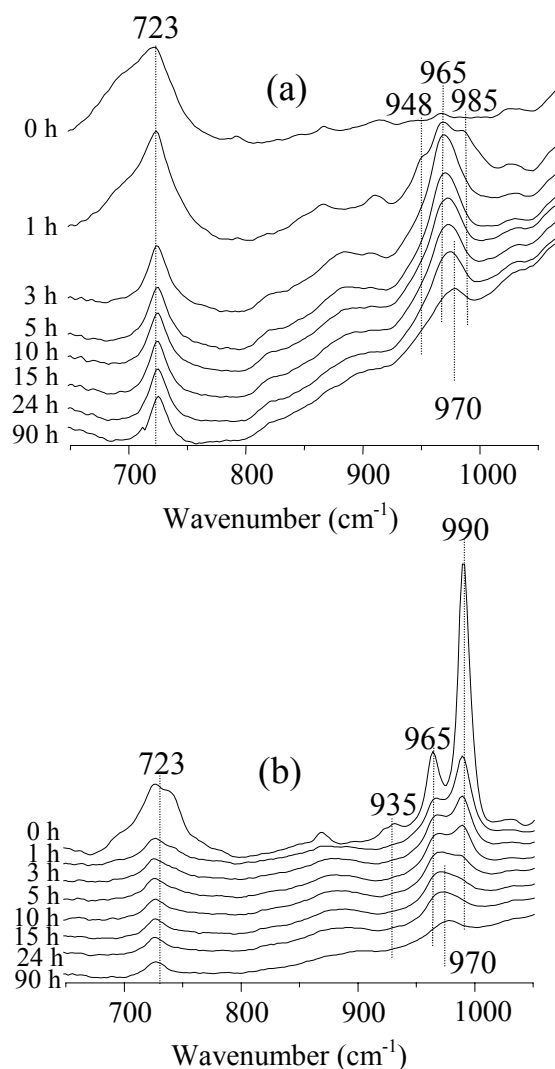 723
965
(a)
948
985
0 h
1 h
3 h
5 h
10 h
15 h
24 h
90 h
970
700
800
900
1000
Wavenumber (cm⁻¹)
990
965
723
(b)
935
0 h
1 h
3 h
5 h
10 h
15 h
24 h
90 h
970
700
800
900
1000
Wavenumber (cm⁻¹)